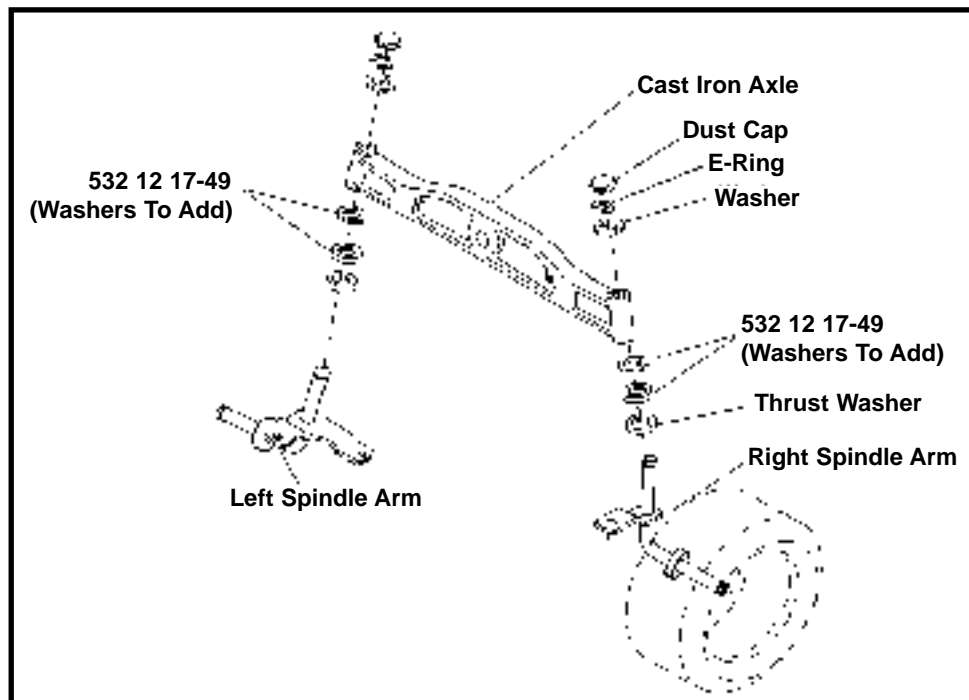 Cast Iron Axle
Dust Cap
E-Ring
Washer
532 12 17-49
(Washers To Add)
532 12 17-49
(Washers To Add)
Thrust Washer
Right Spindle Arm
Left Spindle Arm